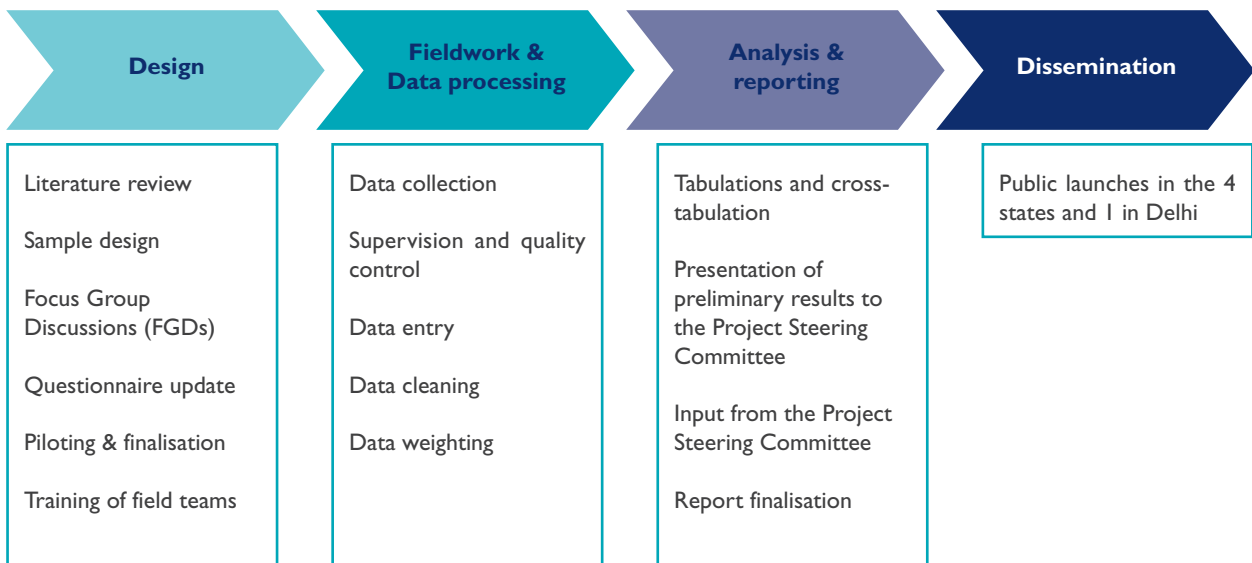 Design
Fieldwork &
Data processing
Analysis &
reporting
Dissemination
Literature review
Sample design
Focus Group
Discussions (FGDs)
Questionnaire update
Piloting & finalisation
Training of field teams
Data collection
Supervision and quality
control
Data entry
Data cleaning
Data weighting
Tabulations and cross-
tabulation
Presentation of
preliminary results to
the Project Steering
Committee
Input from the Project
Steering Committee
Report finalisation
Public launches in the 4
states and 1 in Delhi